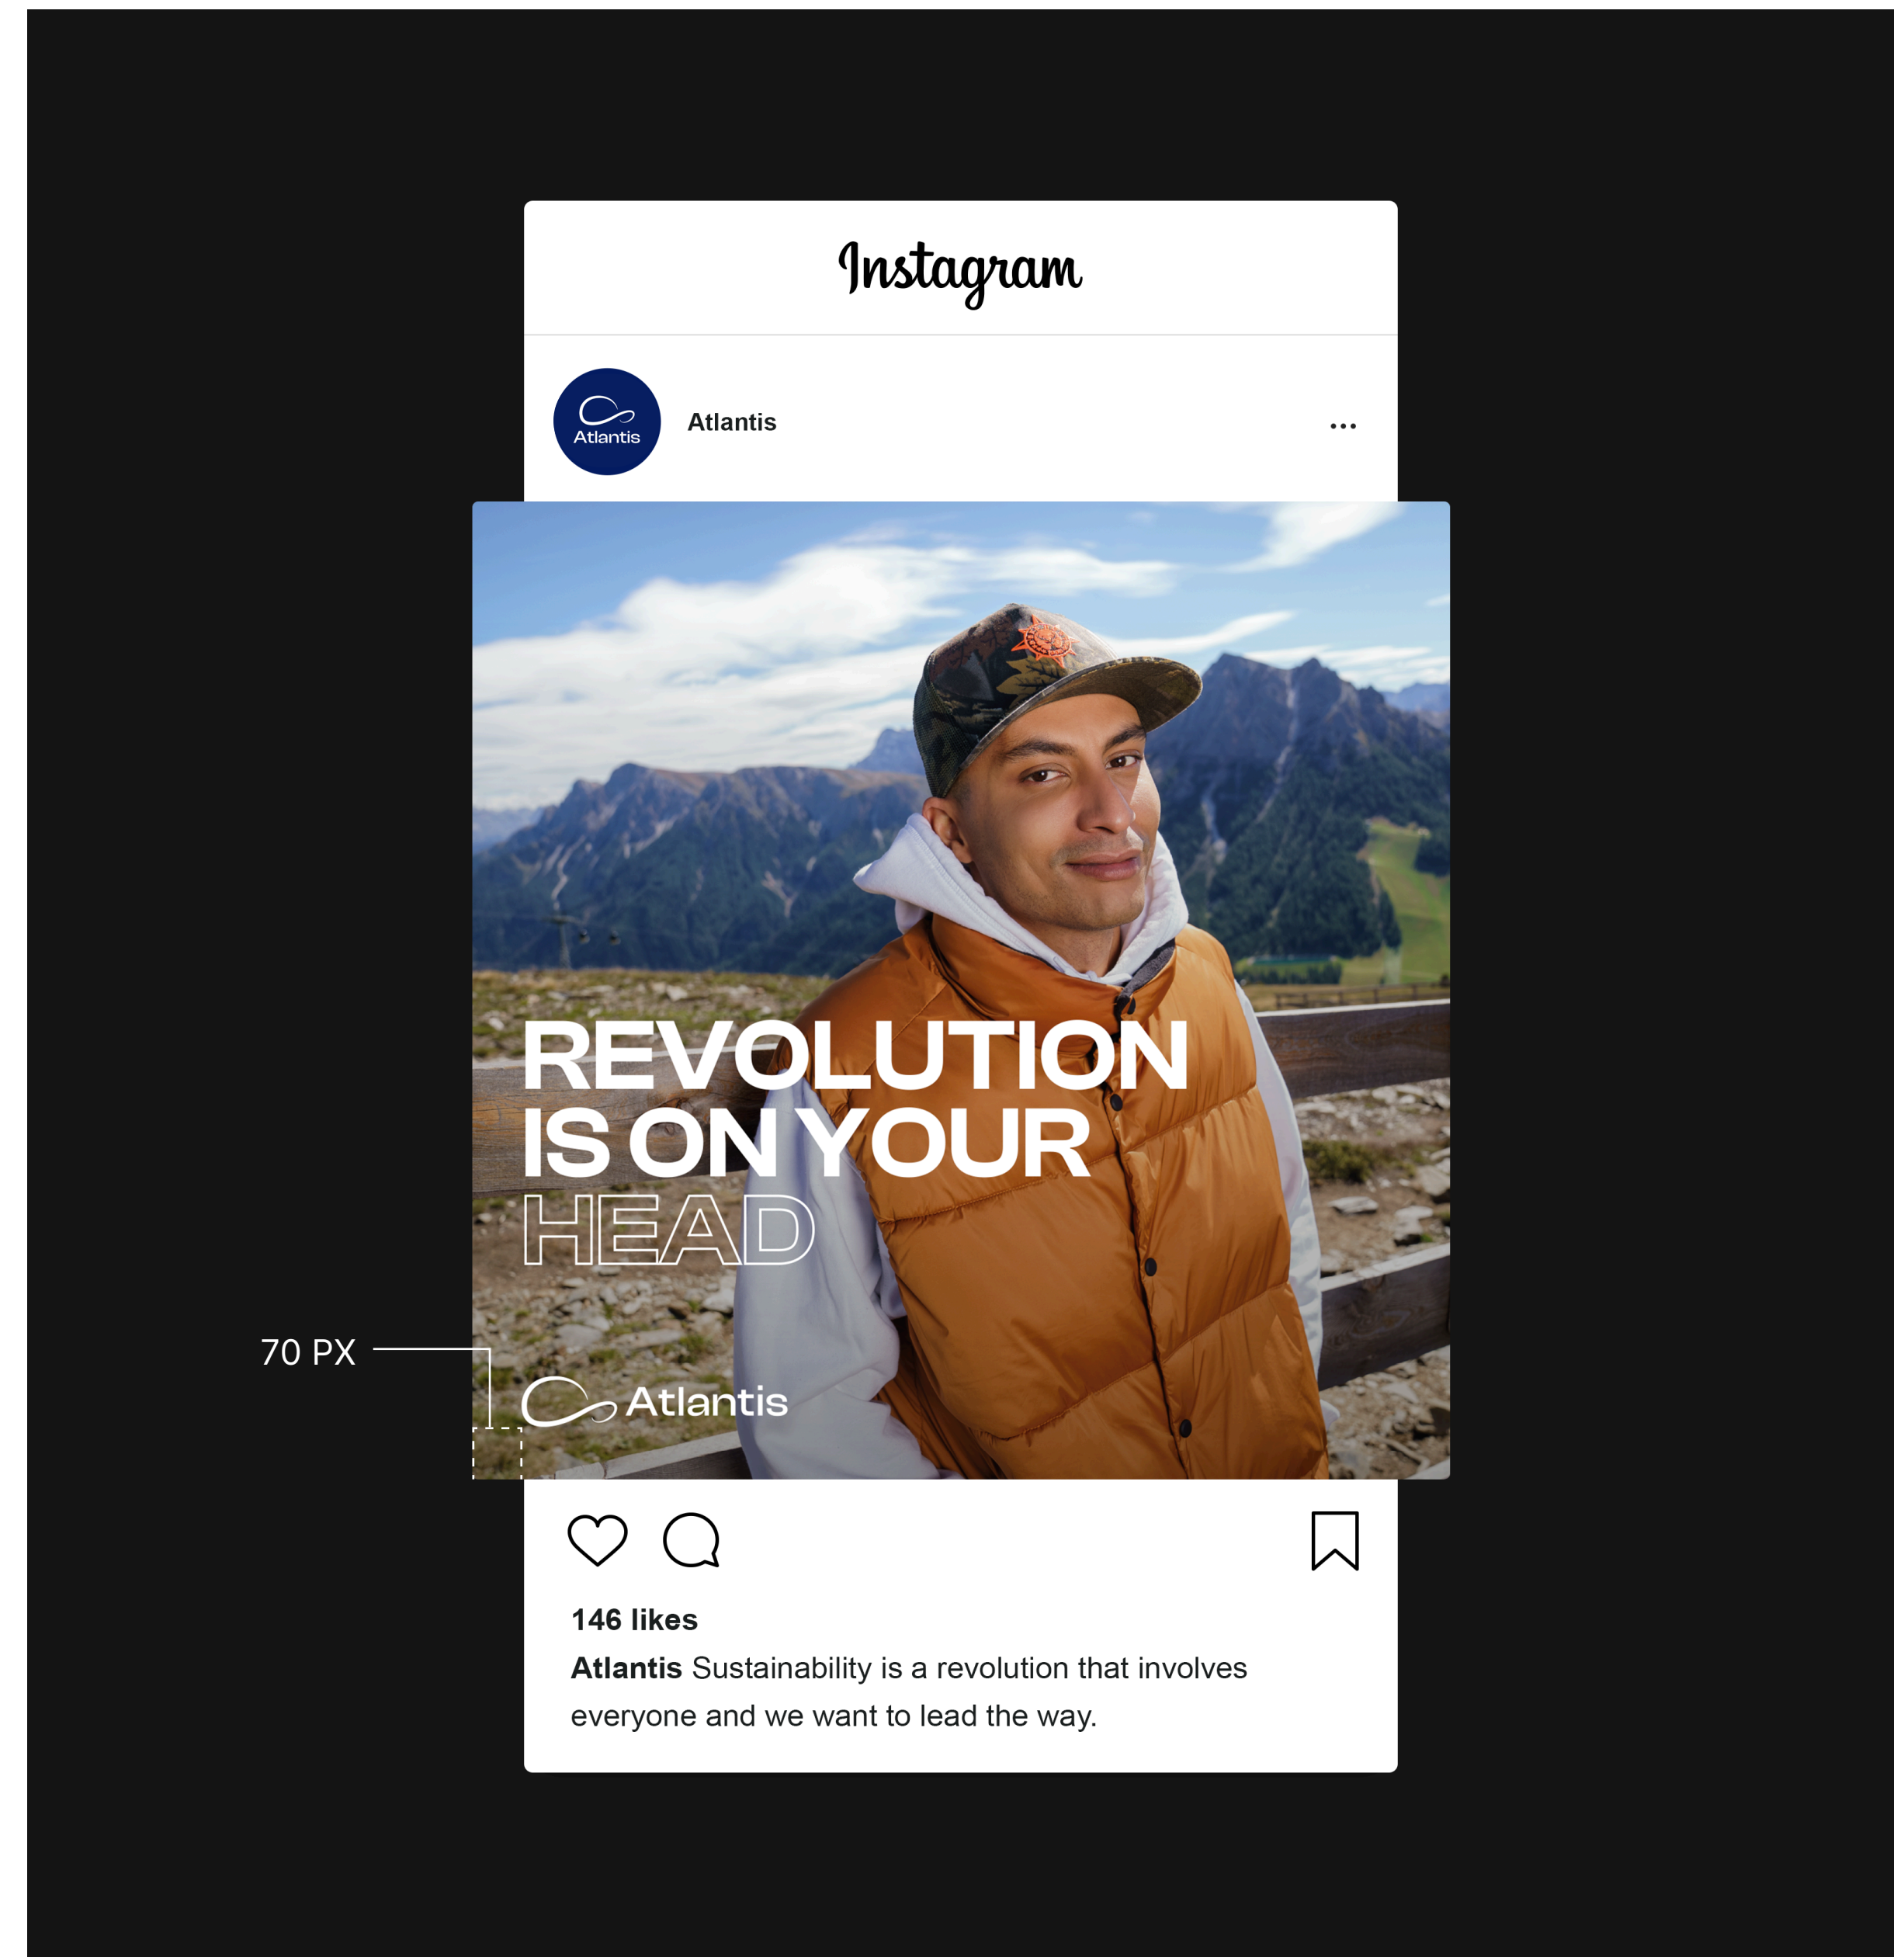 Instagram
Atlantis
Atlantis
...
REVOLUTION
IS ON YOUR
HEAD
70 PX
Atlantis
146 likes
Atlantis Sustainability is a revolution that involves
everyone and we want to lead the way.